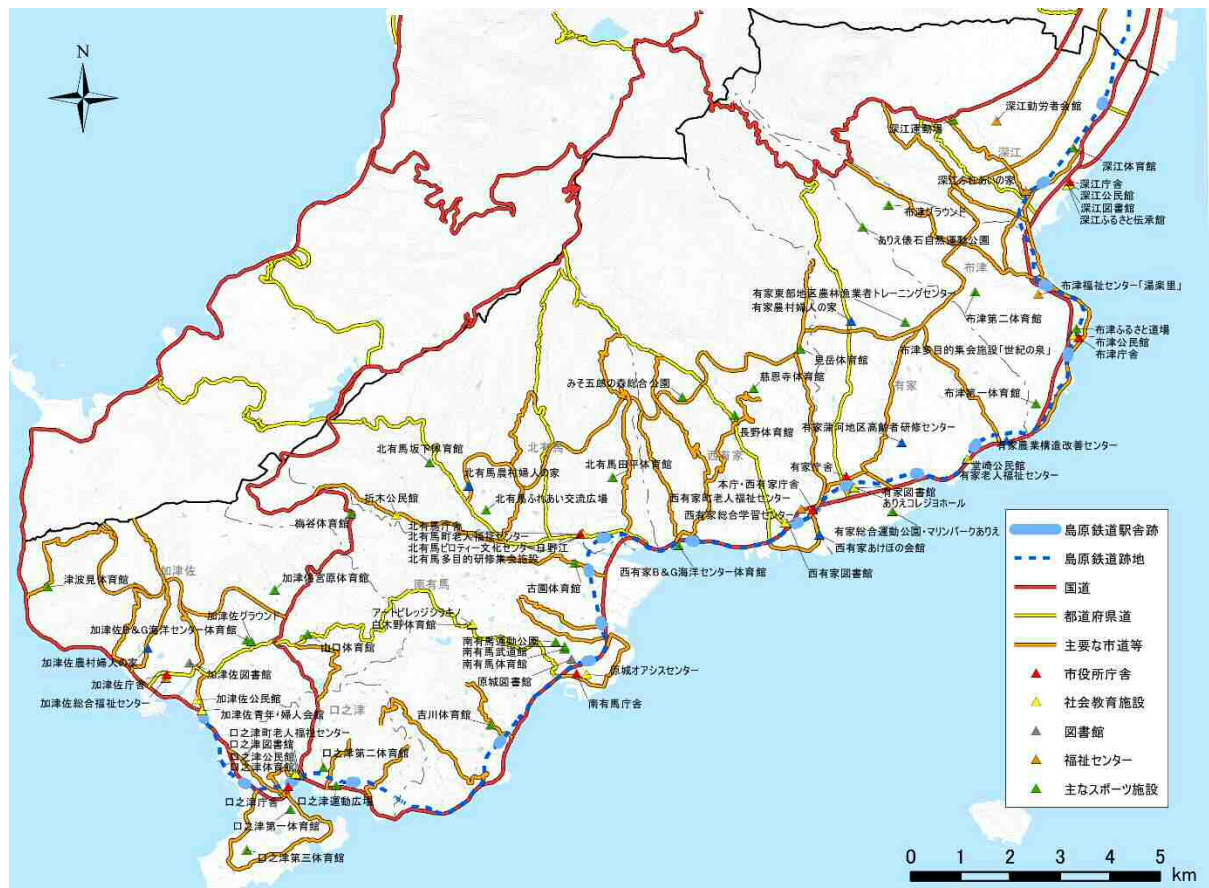 N
深江勤労者会館
深江運動場
深江
深江体育館
深江ふれあいの家
深江庁舎
深江公民館
深江図書館
深江ふるさと伝承館
布津グラウンド
ありえ俵石自然運動公園
布津
布津福祉センター「湯楽里」
有家東部地区農林漁業者トレーニングセンター
有家農村婦人の家
布津第二体育館
布津ふるさと道場
布津公民館
布津庁舎
見岳体育館
布津多目的集会施設「世紀の泉」
みそ五郎の森総合公園
慈恩寺体育館
有家
布津第一体育館
長野体育館
有家蒲河地区高齢者研修センター
有家農業構造改善センター
北有馬坂下体育館
北有馬
西有家
堂崎公民館
有家老人福祉センター
北有馬農村婦人の家
北有馬田平体育館
有家庁舎
本庁・西有家庁舎
有家図書館
ありえコレジヨホール
折木公民館
北有馬ふれあい交流広場
西有家町老人福祉センター
西有家総合学習センター
梅谷体育館
北有馬庁舎
北有馬町老人福祉センター
北有馬ピロティー文化センター日野江
北有馬多目的研修集会施設
有家総合運動公園・マリンパークありえ
西有家あけぼの会館
西有家図書館
西有家B&G海洋センター体育館
加津佐
津波見体育館
加津佐宮原体育館
南有馬
古園体育館
加津佐グラウンド
加津佐B&G海洋センター体育館
アートビレッジシラキノ
白木野体育館
山口体育館
南有馬運動公園
南有馬武道館
南有馬体育館
原城図書館
原城オアシスセンター
南有馬庁舎
加津佐農村婦人の家
加津佐図書館
加津佐庁舎
加津佐総合福祉センター
加津佐公民館
加津佐青年・婦人会館
口之津
吉川体育館
口之津町老人福祉センター
口之津図書館
口之津公民館
口之津体育館
口之津第二体育館
口之津庁舎
口之津運動広場
口之津第一体育館
口之津第三体育館
島原鉄道駅舎跡
島原鉄道跡地
国道
都道府県道
主要な市道等
市役所庁舎
社会教育施設
図書館
福祉センター
主なスポーツ施設
0 1 2 3 4 5
km